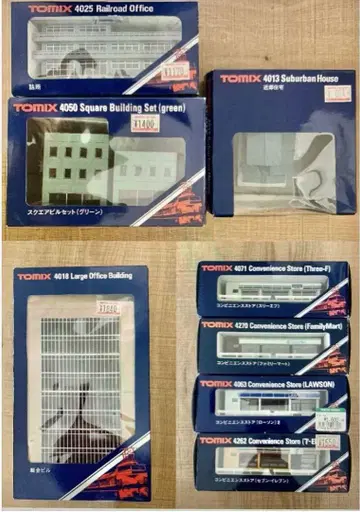 TOMIX 4025 Railroad Office
詰所
TOMIX 4050 Square Building Set (green)
¥1400
スクエアビルセット(グリーン)
TOMIX 4013 Suburban House
近郊住宅
TOMIX 4018 Large Office Building
総合ビル
TOMIX 4071 Convenience Store (Three-F)
コンビニエンスストア(スリーエフ)
TOMIX 4270 Convenience Store (FamilyMart)
コンビニエンスストア(ファミリーマート)
TOMIX 4063 Convenience Store (LAWSON)
コンビニエンスストア(ローソン)
TOMIX 4262 Convenience Store
コンビニエンスストア(セブンイレブン)